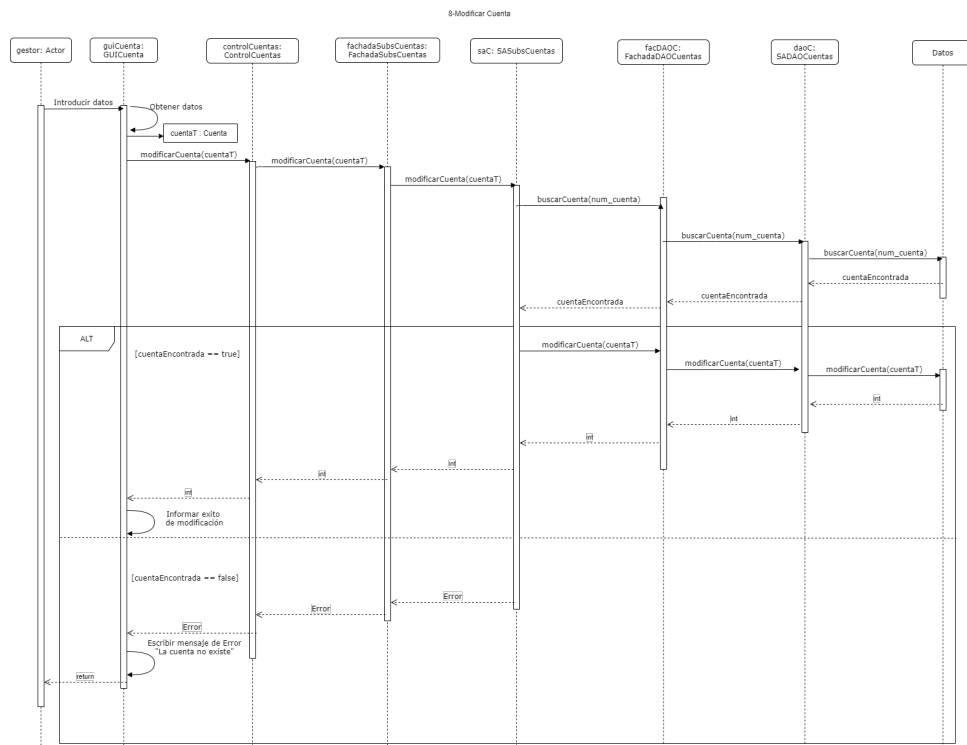 8-Modificar Cuenta
gestor: Actor
guiCuenta:
GUICuenta
controlCuentas:
ControlCuentas
fachadaSubsCuentas:
FachadaSubsCuentas
saC: SASubsCuentas
facDAOC:
FachadaDAOCuentas
daoC:
SADAOCuentas
Datos
Introducir datos
Obtener datos
cuentaT : Cuenta
modificarCuenta(cuentaT)
modificarCuenta(cuentaT)
modificarCuenta(cuentaT)
buscarCuenta(num_cuenta)
buscarCuenta(num_cuenta)
buscarCuenta(num_cuenta)
cuentaEncontrada
cuentaEncontrada
cuentaEncontrada
ALT
[cuentaEncontrada == true]
modificarCuenta(cuentaT)
modificarCuenta(cuentaT)
modificarCuenta(cuentaT)
int
int
int
int
int
int
Informar exito
de modificación
[cuentaEncontrada == false]
Error
Error
Error
Escribir mensaje de Error
"La cuenta no existe"
return